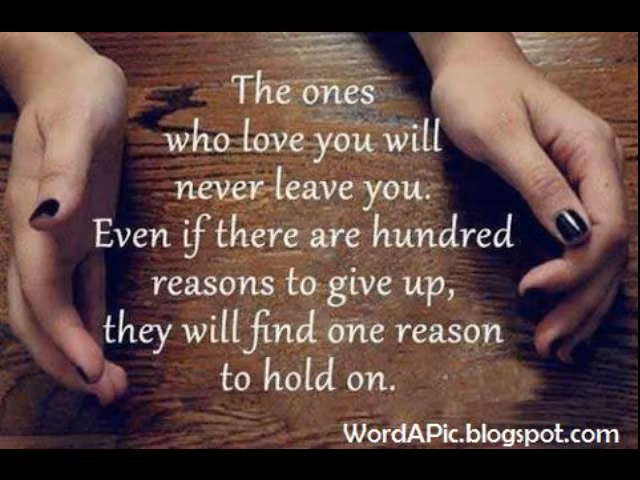 The ones
who love you will
never leave you.
Even if there are hundred
reasons to give up,
they will find one reason
to hold on.
WordAPic.blogspot.com